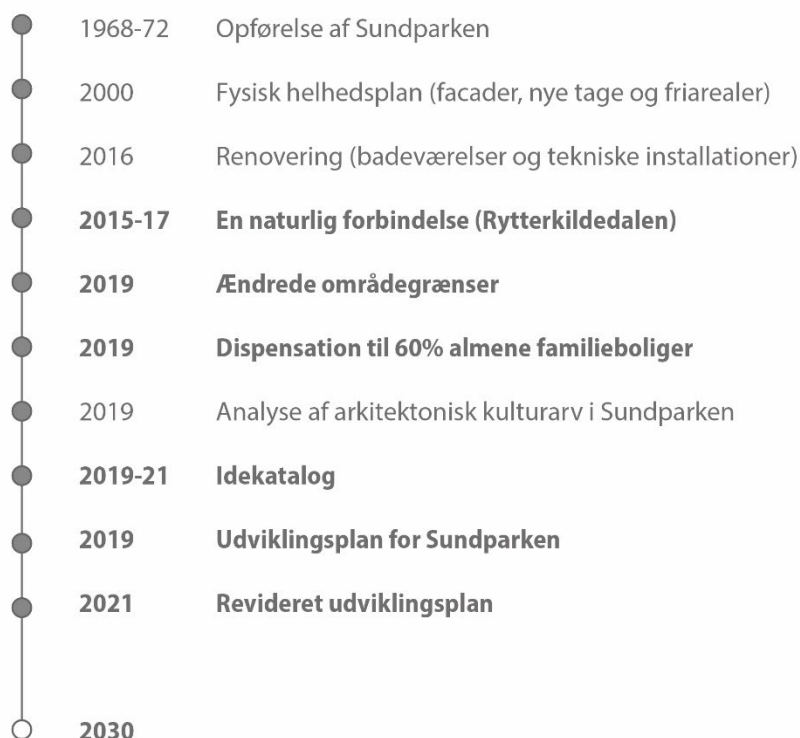 1968-72 Opførelse af Sundparken
2000 Fysisk helhedsplan (facader, nye tage og friarealer)
2016 Renovering (badeværelser og tekniske installationer)
2015-17 En naturlig forbindelse (Rytterkildedalen)
2019 Ændrede områdegrænser
2019 Dispensation til 60% almene familieboliger
2019 Analyse af arkitektonisk kulturarv i Sundparken
2019-21 Idekatalog
2019 Udviklingsplan for Sundparken
2021 Revideret udviklingsplan
2030